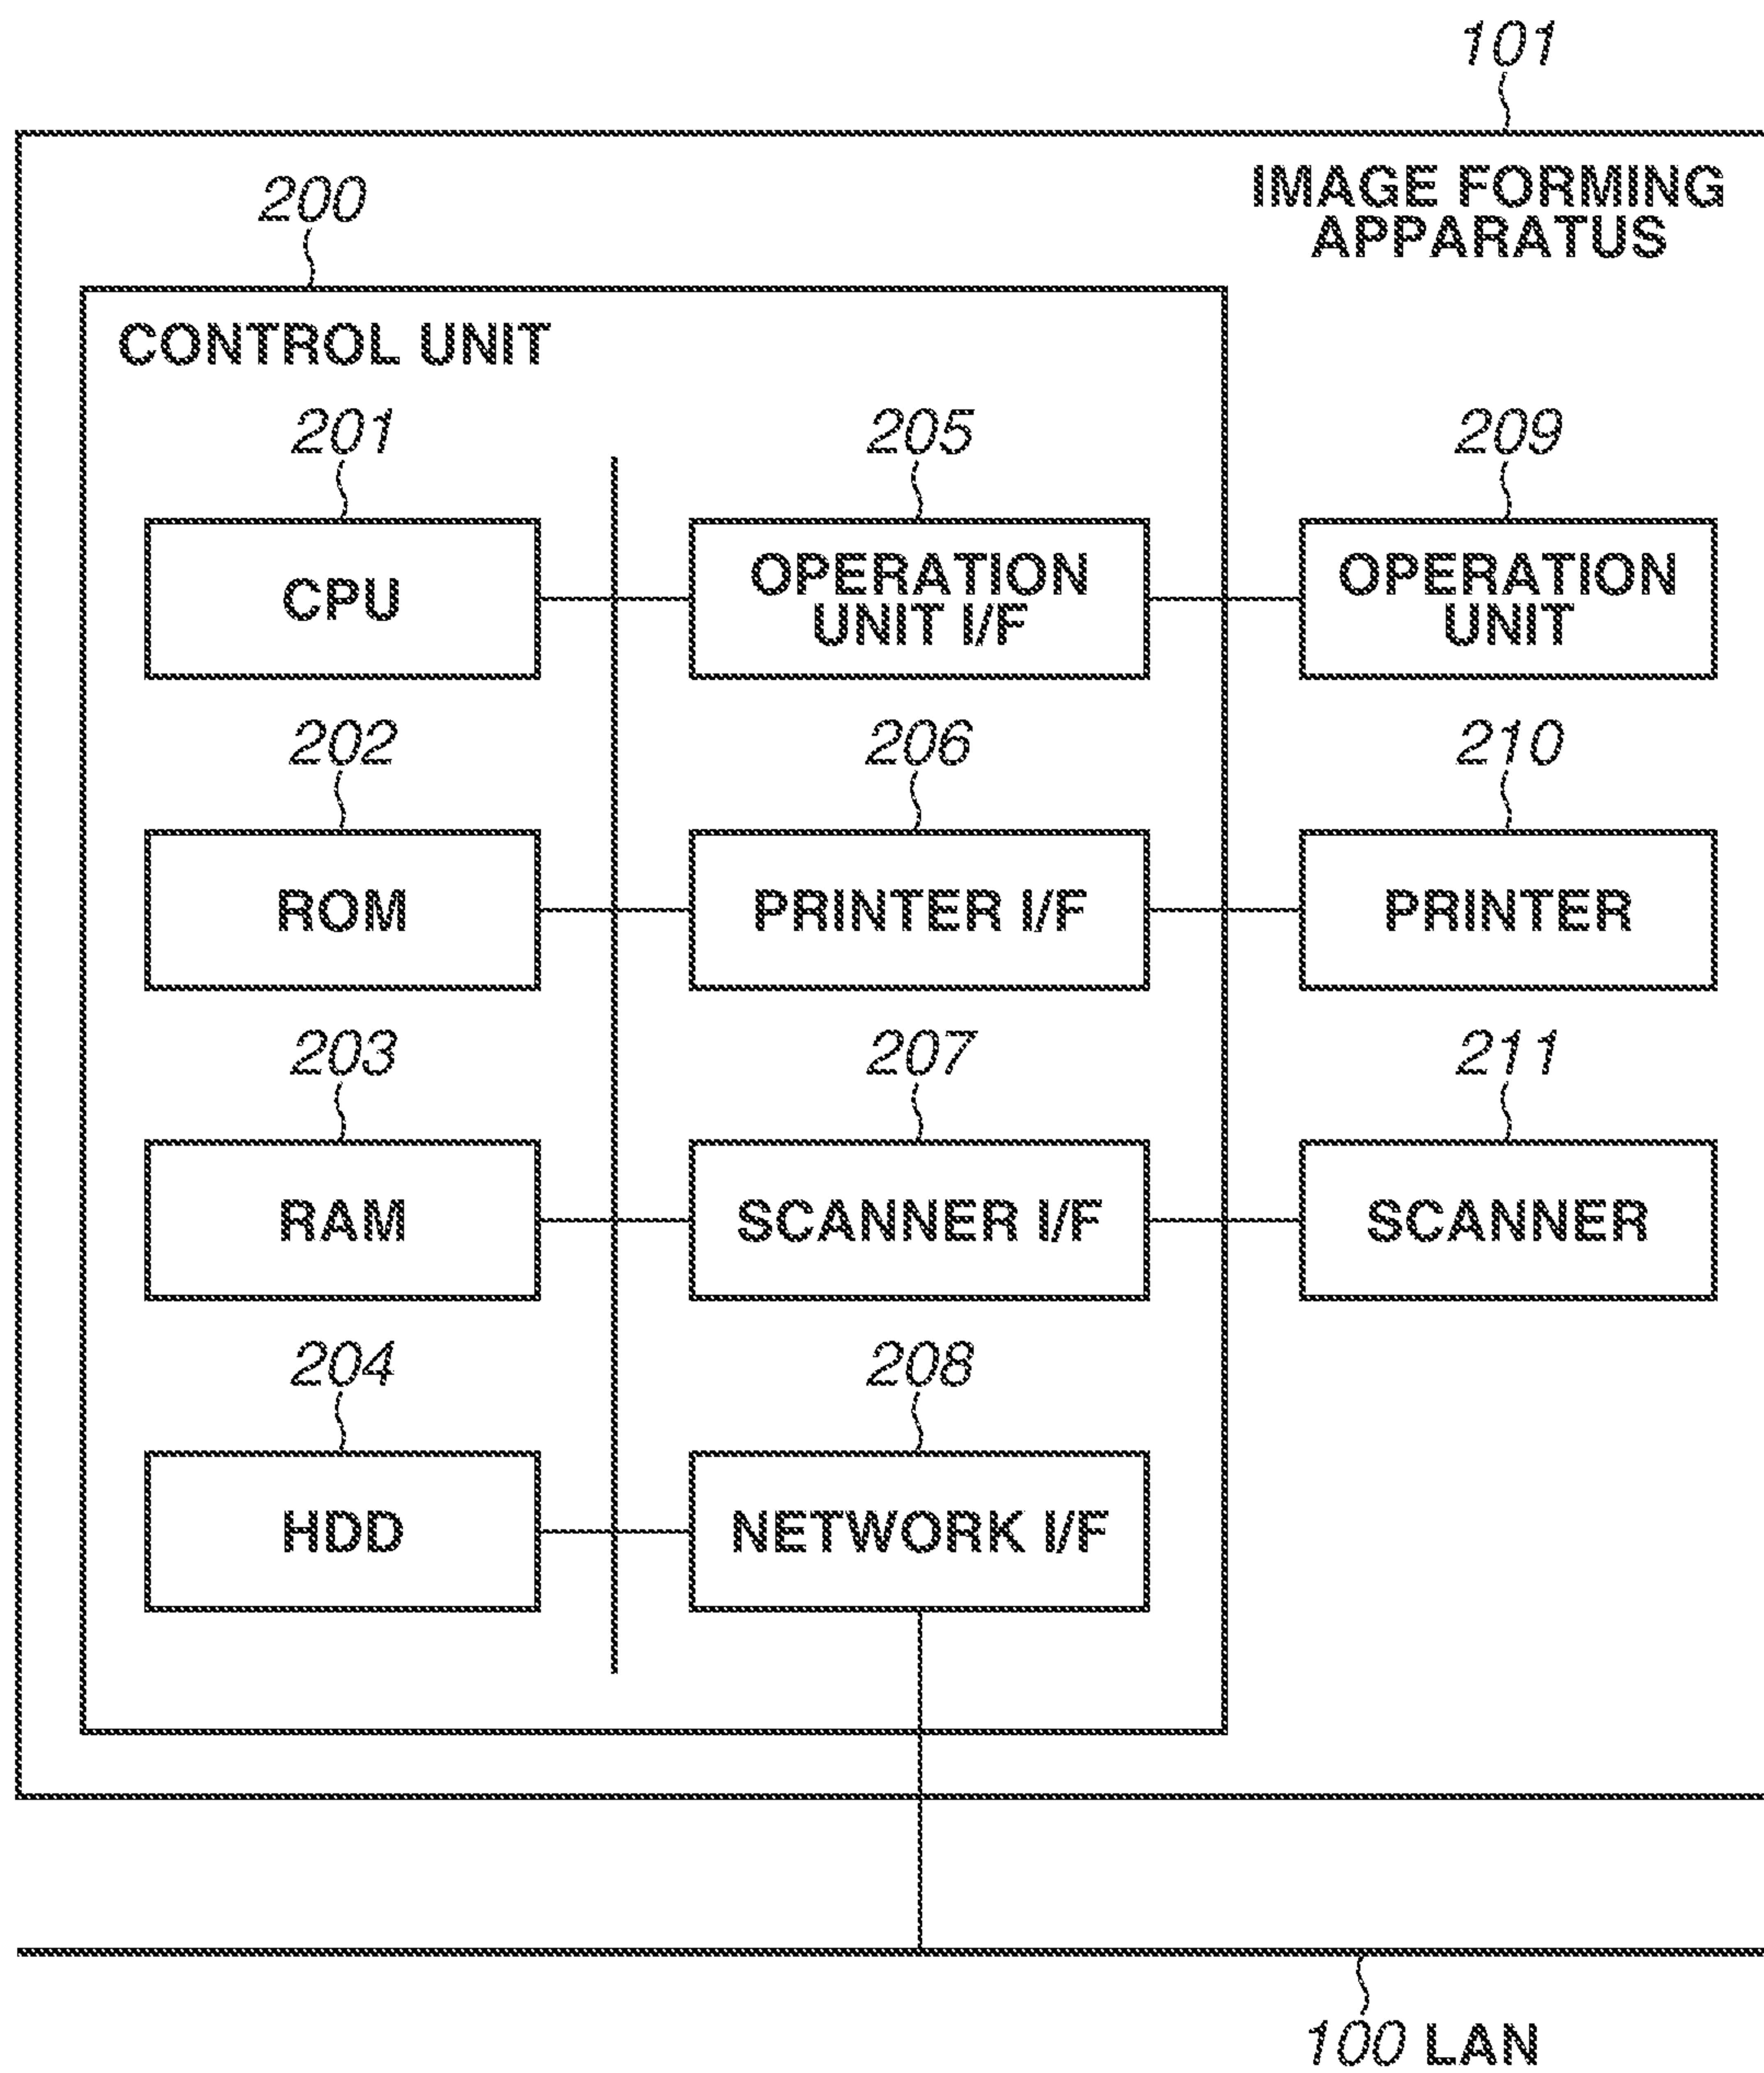 101
IMAGE FORMING
APPARATUS
200
CONTROL UNIT
201
205
209
CPU
OPERATION
UNIT I/F
OPERATION
UNIT
202
206
210
ROM
PRINTER I/F
PRINTER
203
207
211
RAM
SCANNER I/F
SCANNER
204
208
HDD
NETWORK I/F
100 LAN